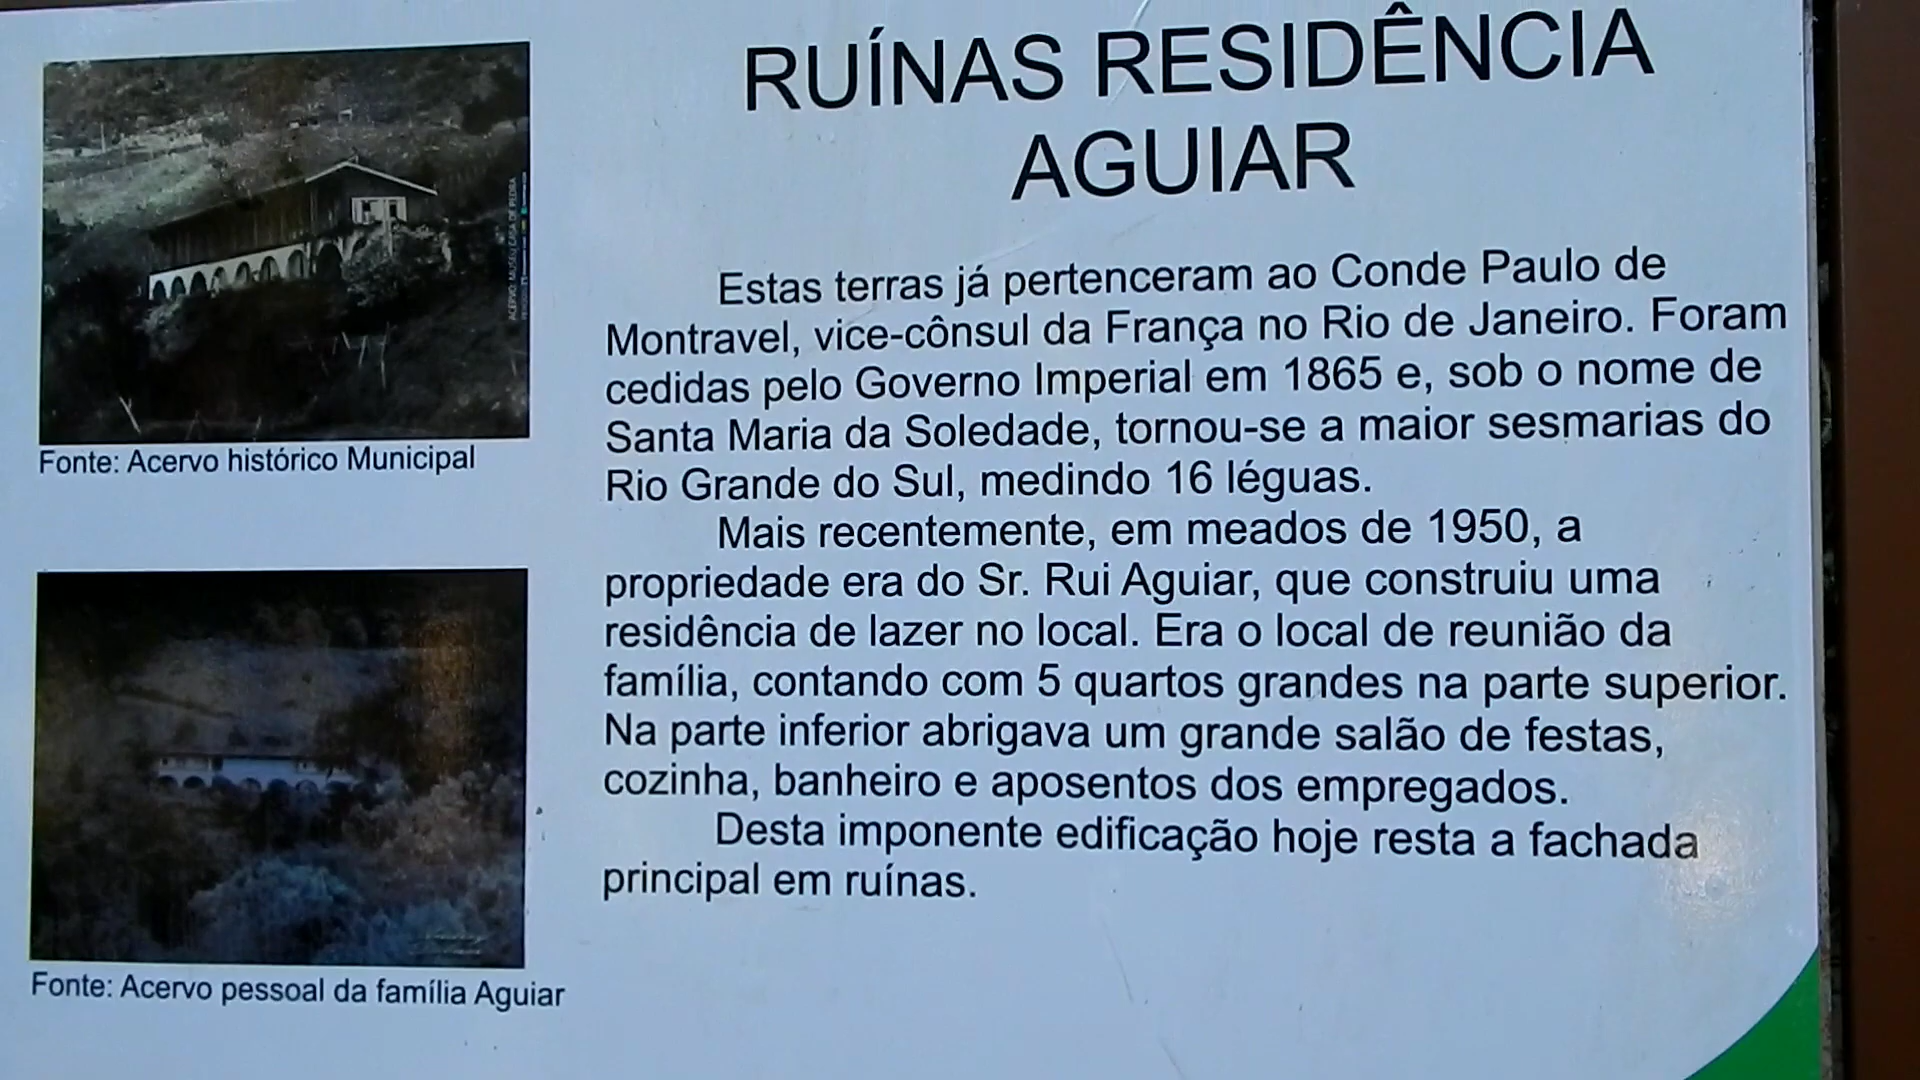 RUÍNAS RESIDÊNCIA
AGUIAR
Estas terras já pertenceram ao Conde Paulo de
Montravel, vice-cônsul da França no Rio de Janeiro. Foram
cedidas pelo Governo Imperial em 1865 e, sob o nome de
Santa Maria da Soledade, tornou-se a maior sesmarias do
Rio Grande do Sul, medindo 16 léguas.
Mais recentemente, em meados de 1950, a
propriedade era do Sr. Rui Aguiar, que construiu uma
residência de lazer no local. Era o local de reunião da
família, contando com 5 quartos grandes na parte superior.
Na parte inferior abrigava um grande salão de festas,
cozinha, banheiro e aposentos dos empregados.
Desta imponente edificação hoje resta a fachada
principal em ruínas.
ACERVO: MUSEU CASA DE PEDRA
Fonte: Acervo histórico Municipal
Fonte: Acervo pessoal da família Aguiar